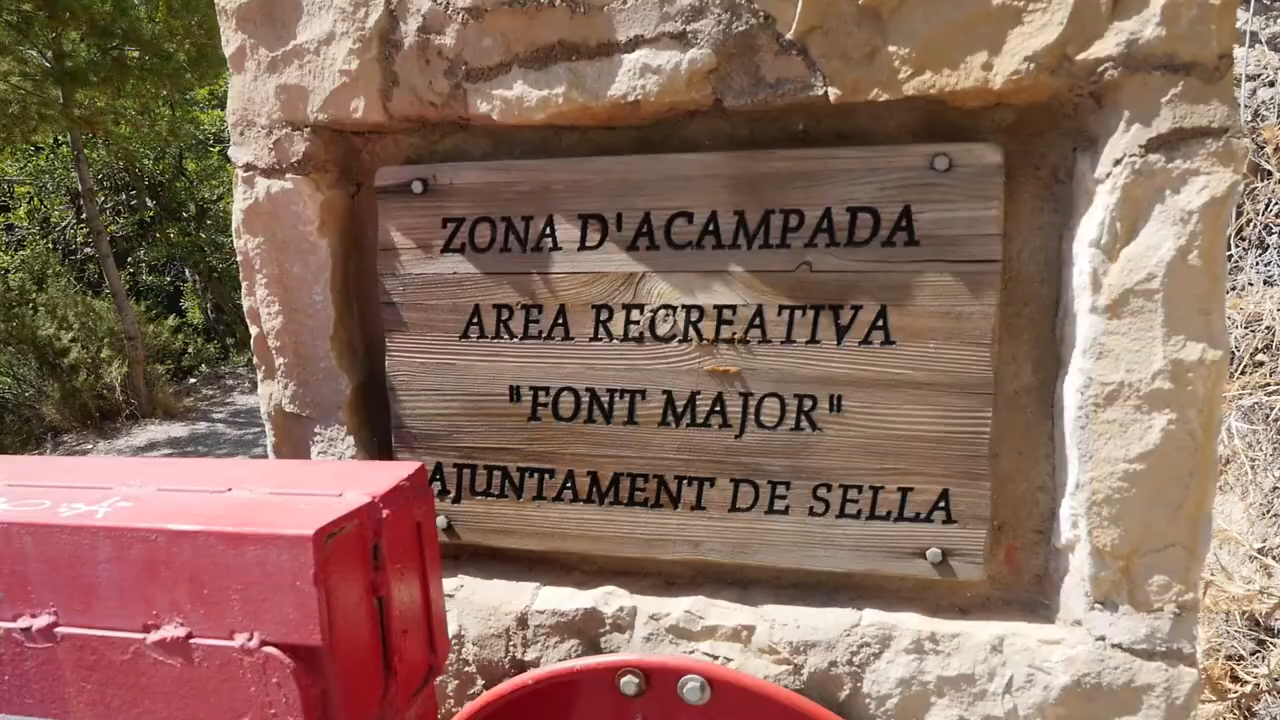 ZONA D'ACAMPADA
AREA RECREATIVA
"FONT MAJOR"
AJUNTAMENT DE SELLA